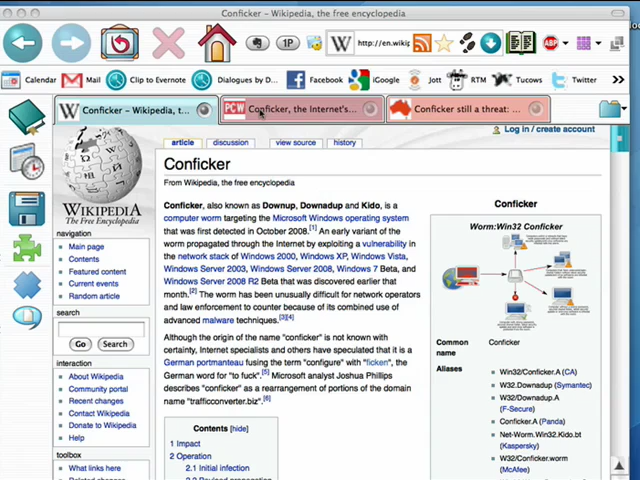 Conficker – Wikipedia, the free encyclopedia
1P
W
http://en.wikip
ABP
Calendar
Mail
Clip to Evernote
Dialogues by D...
Facebook
iGoogle
Jott
RTM
Tucows
Twitter
>>
W Conficker – Wikipedia, t...
PCW Conficker, the Internet's...
Conficker still a threat: ...
Log in / create account
article
discussion
view source
history
WIKIPEDIA
The Free Encyclopedia
navigation
Main page
Contents
Featured content
Current events
Random article
search
Go
Search
interaction
About Wikipedia
Community portal
Recent changes
Contact Wikipedia
Donate to Wikipedia
Help
toolbox
What links here
Related changes
Conficker
From Wikipedia, the free encyclopedia
Conficker, also known as Downup, Downadup and Kido, is a
computer worm targeting the Microsoft Windows operating system
that was first detected in October 2008.[1] An early variant of the
worm propagated through the Internet by exploiting a vulnerability in
the network stack of Windows 2000, Windows XP, Windows Vista,
Windows Server 2003, Windows Server 2008, Windows 7 Beta, and
Windows Server 2008 R2 Beta that was discovered earlier that
month.[2] The worm has been unusually difficult for network operators
and law enforcement to counter because of its combined use of
advanced malware techniques.[3][4]
Although the origin of the name "conficker" is not known with
certainty, Internet specialists and others have speculated that it is a
German portmanteau fusing the term "configure" with "ficken", the
German word for "to fuck".[5] Microsoft analyst Joshua Phillips
describes "conficker" as a rearrangement of portions of the domain
name "trafficconverter.biz".[6]
Contents [hide]
1 Impact
2 Operation
2.1 Initial infection
2.2 Payload propagation
Conficker
Worm:Win32 Conficker
Common
name
Conficker
Aliases
Win32/Conficker.A (CA)
W32.Downadup (Symantec)
W32/Downadup.A
(F-Secure)
Conficker.A (Panda)
Net-Worm.Win32.Kido.bt
(Kaspersky)
W32/Conficker.worm
(McAfee)